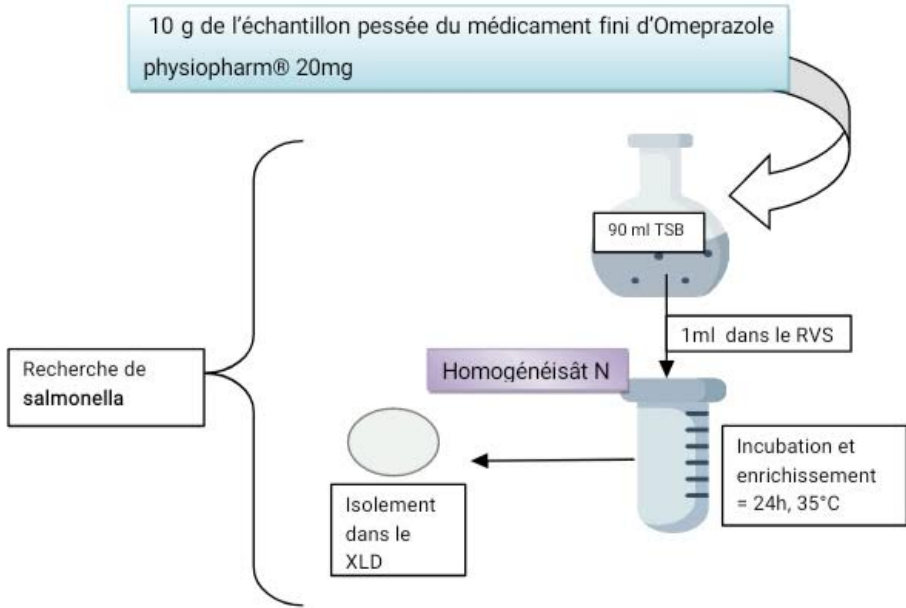 10 g de l'échantillon pessée du médicament fini d'Omeprazole
physiopharm® 20mg
90 ml TSB
1ml dans le RVS
Homogénéisât N
Recherche de
salmonella
Incubation et
enrichissement
= 24h, 35°C
Isolement
dans le
XLD